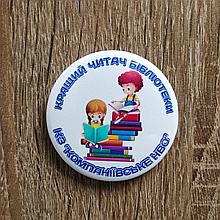 КРАЩИЙ ЧИТАЧ БІБЛІОТЕКИ
КЗ "КОМПАНІЇВСЬКЕ НВО"